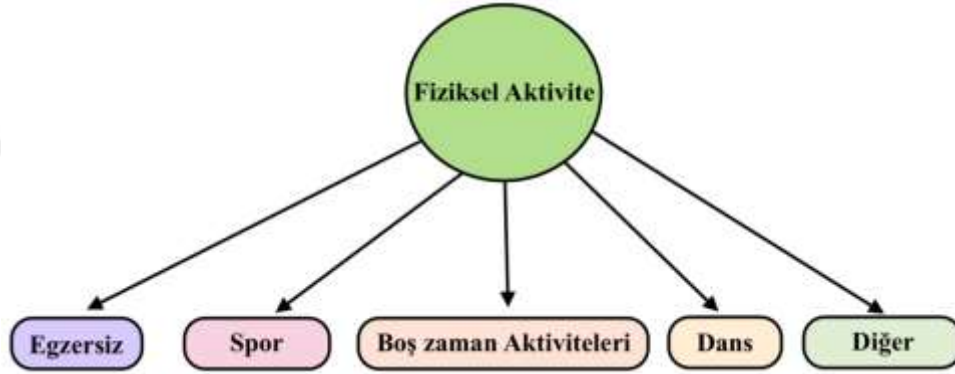 Fiziksel Aktivite
Egzersiz
Spor
Boş zaman Aktiviteleri
Dans
Diğer